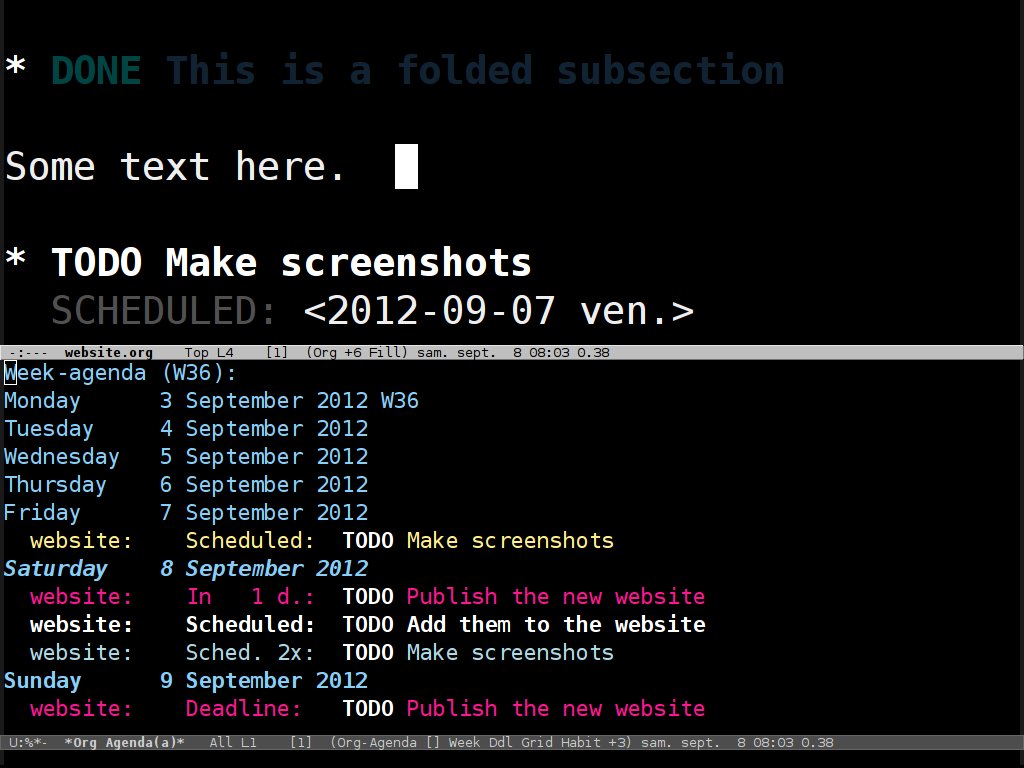 * DONE This is a folded subsection
Some text here.
* TODO Make screenshots
SCHEDULED: <2012-09-07 ven.>
-:--- website.org Top L4 [1] (Org +6 Fill) sam. sept. 8 08:03 0.38
Week-agenda (W36):
Monday 3 September 2012 W36
Tuesday 4 September 2012
Wednesday 5 September 2012
Thursday 6 September 2012
Friday 7 September 2012
website: Scheduled: TODO Make screenshots
Saturday 8 September 2012
website: In 1 d.: TODO Publish the new website
website: Scheduled: TODO Add them to the website
website: Sched. 2x: TODO Make screenshots
Sunday 9 September 2012
website: Deadline: TODO Publish the new website
U:%*- *Org Agenda(a)* All L1 [1] (Org-Agenda [] Week Ddl Grid Habit +3) sam. sept. 8 08:03 0.38